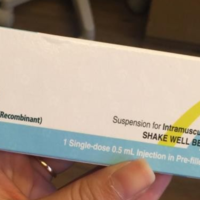 Recombinant)
Suspension for Intramuscu
SHAKE WELL BE
1 Single-dose 0.5 mL Injection in Pre-fille